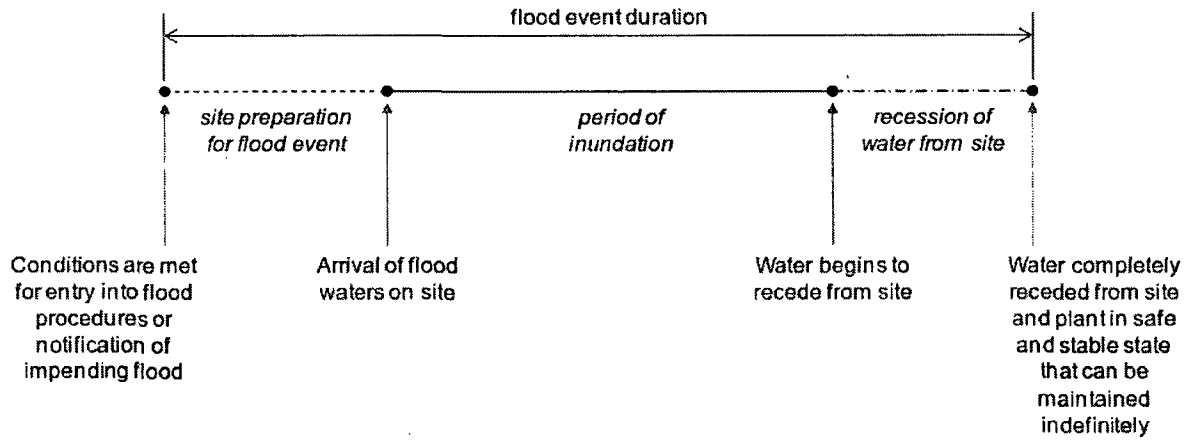 flood event duration
site preparation
for flood event
period of
inundation
recession of
water from site
Conditions are met
for entry into flood
procedures or
notification of
impending flood
Arrival of flood
waters on site
Water begins to
recede from site
Water completely
receded from site
and plant in safe
and stable state
that can be
maintained
indefinitely